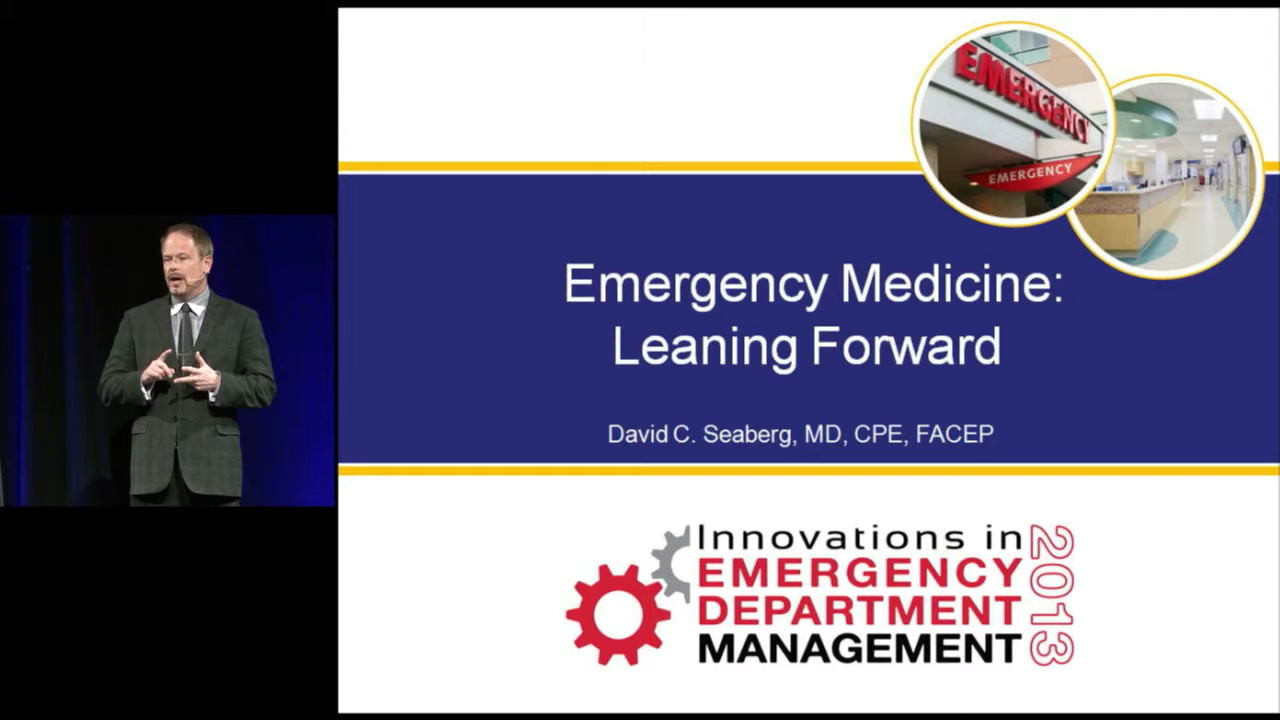 EMERGENCY
EMERGENCY
Emergency Medicine:
Leaning Forward
David C. Seaberg, MD, CPE, FACEP
Innovations in
EMERGENCY
DEPARTMENT
MANAGEMENT
2013